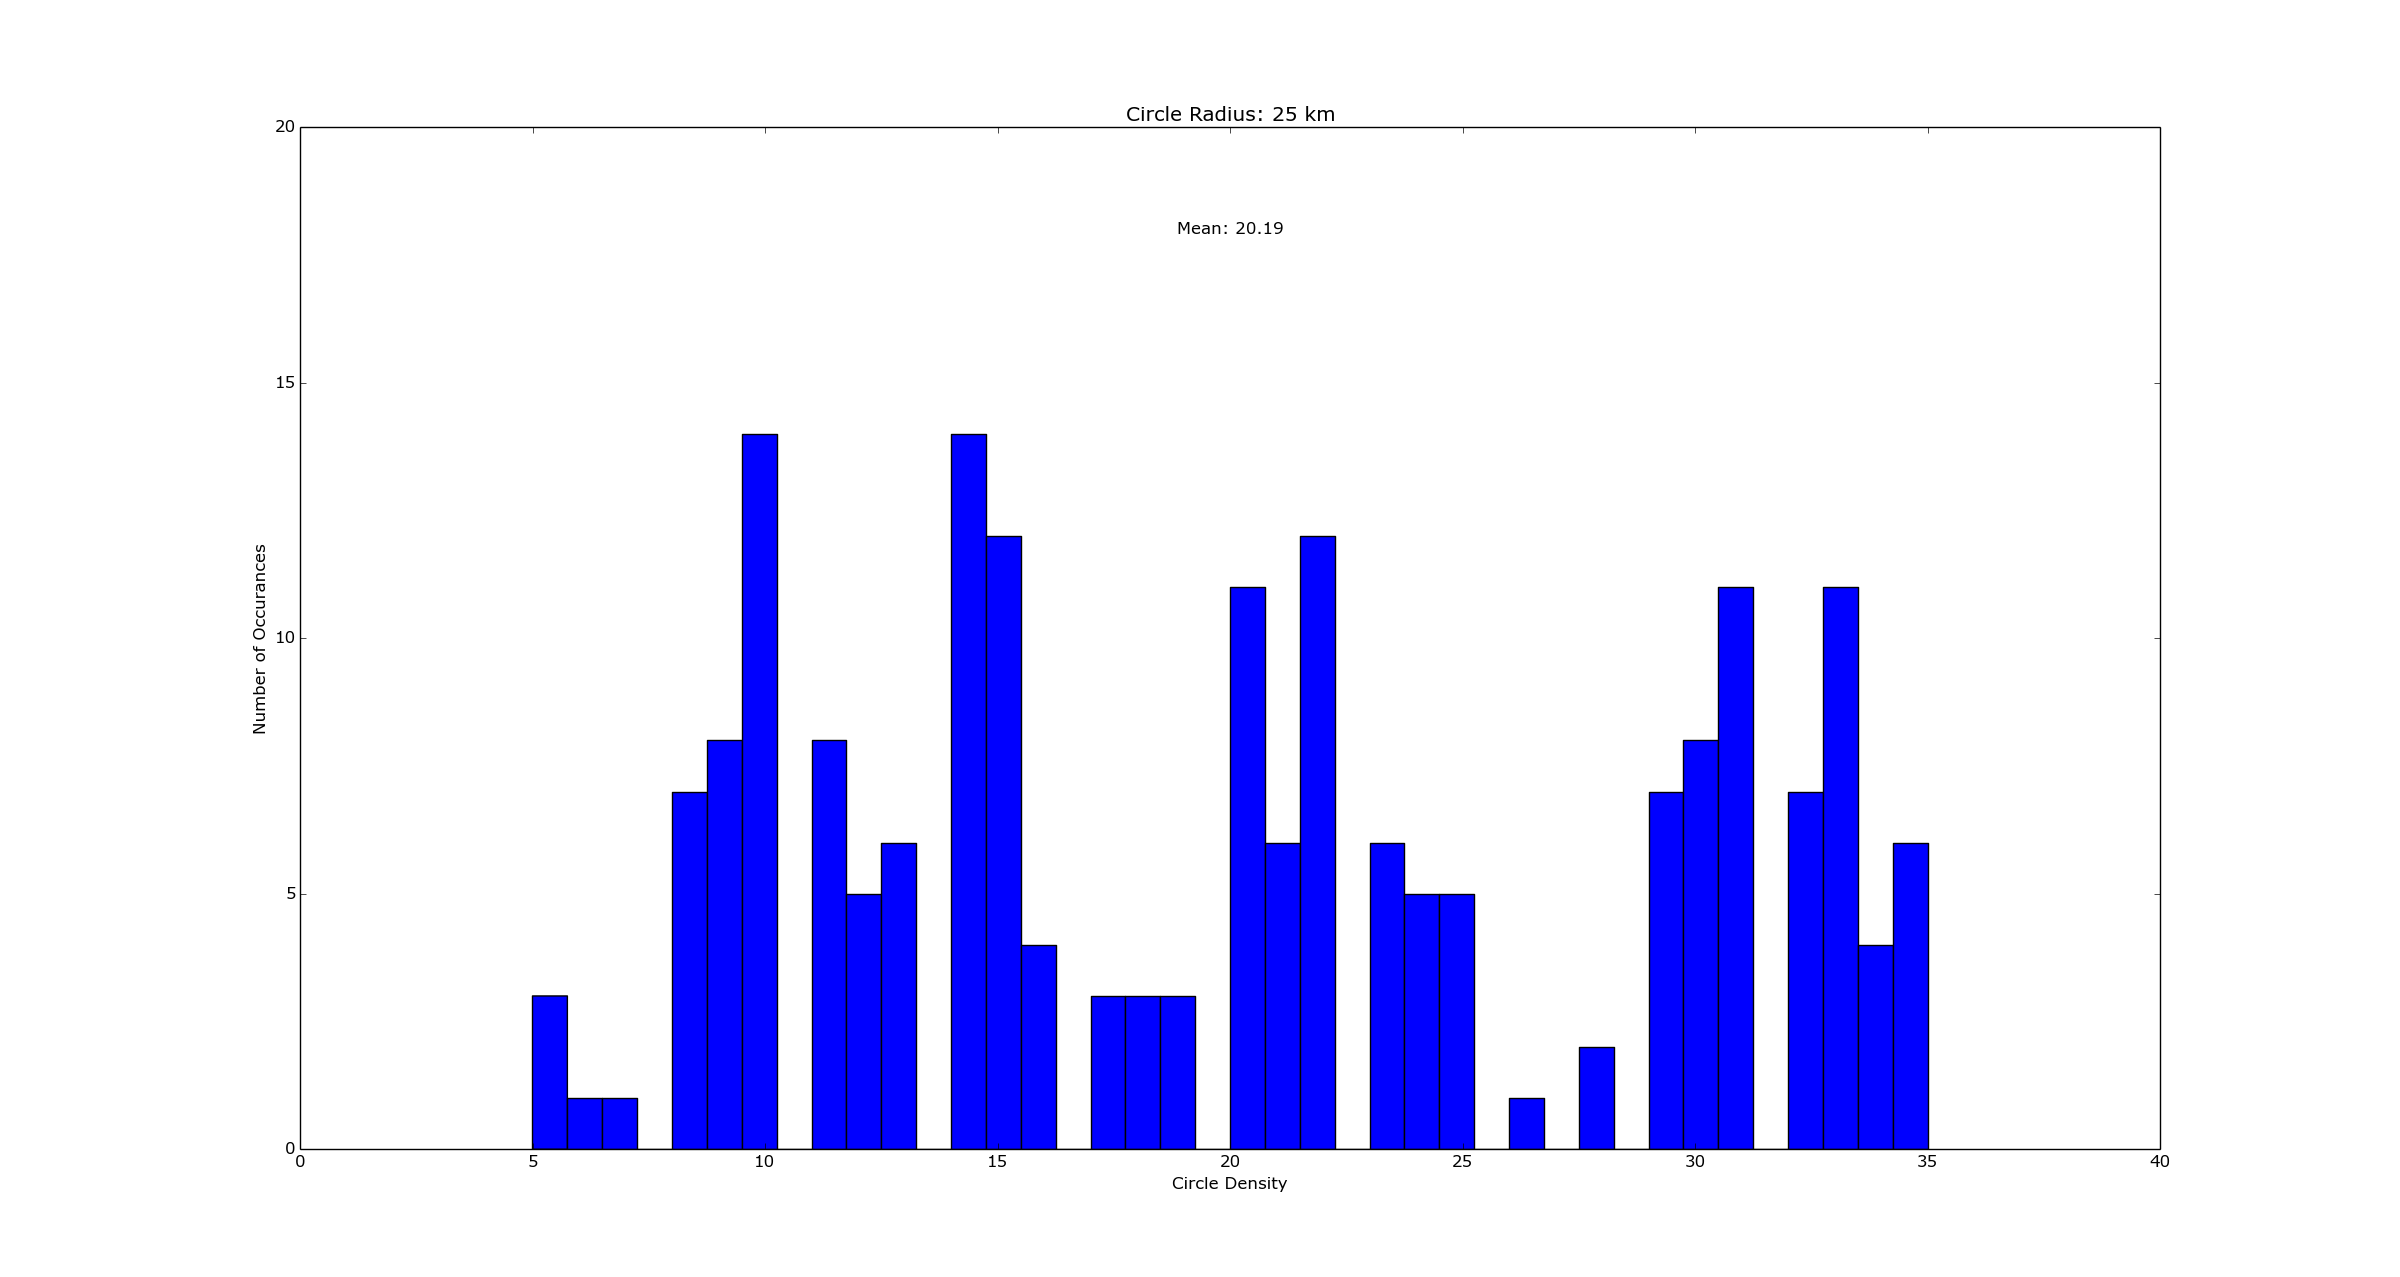 Circle Radius: 25 km
Mean: 20.19
20
15
10
5
0
Number of Occurances
0 5 10 15 20 25 30 35 40
Circle Density